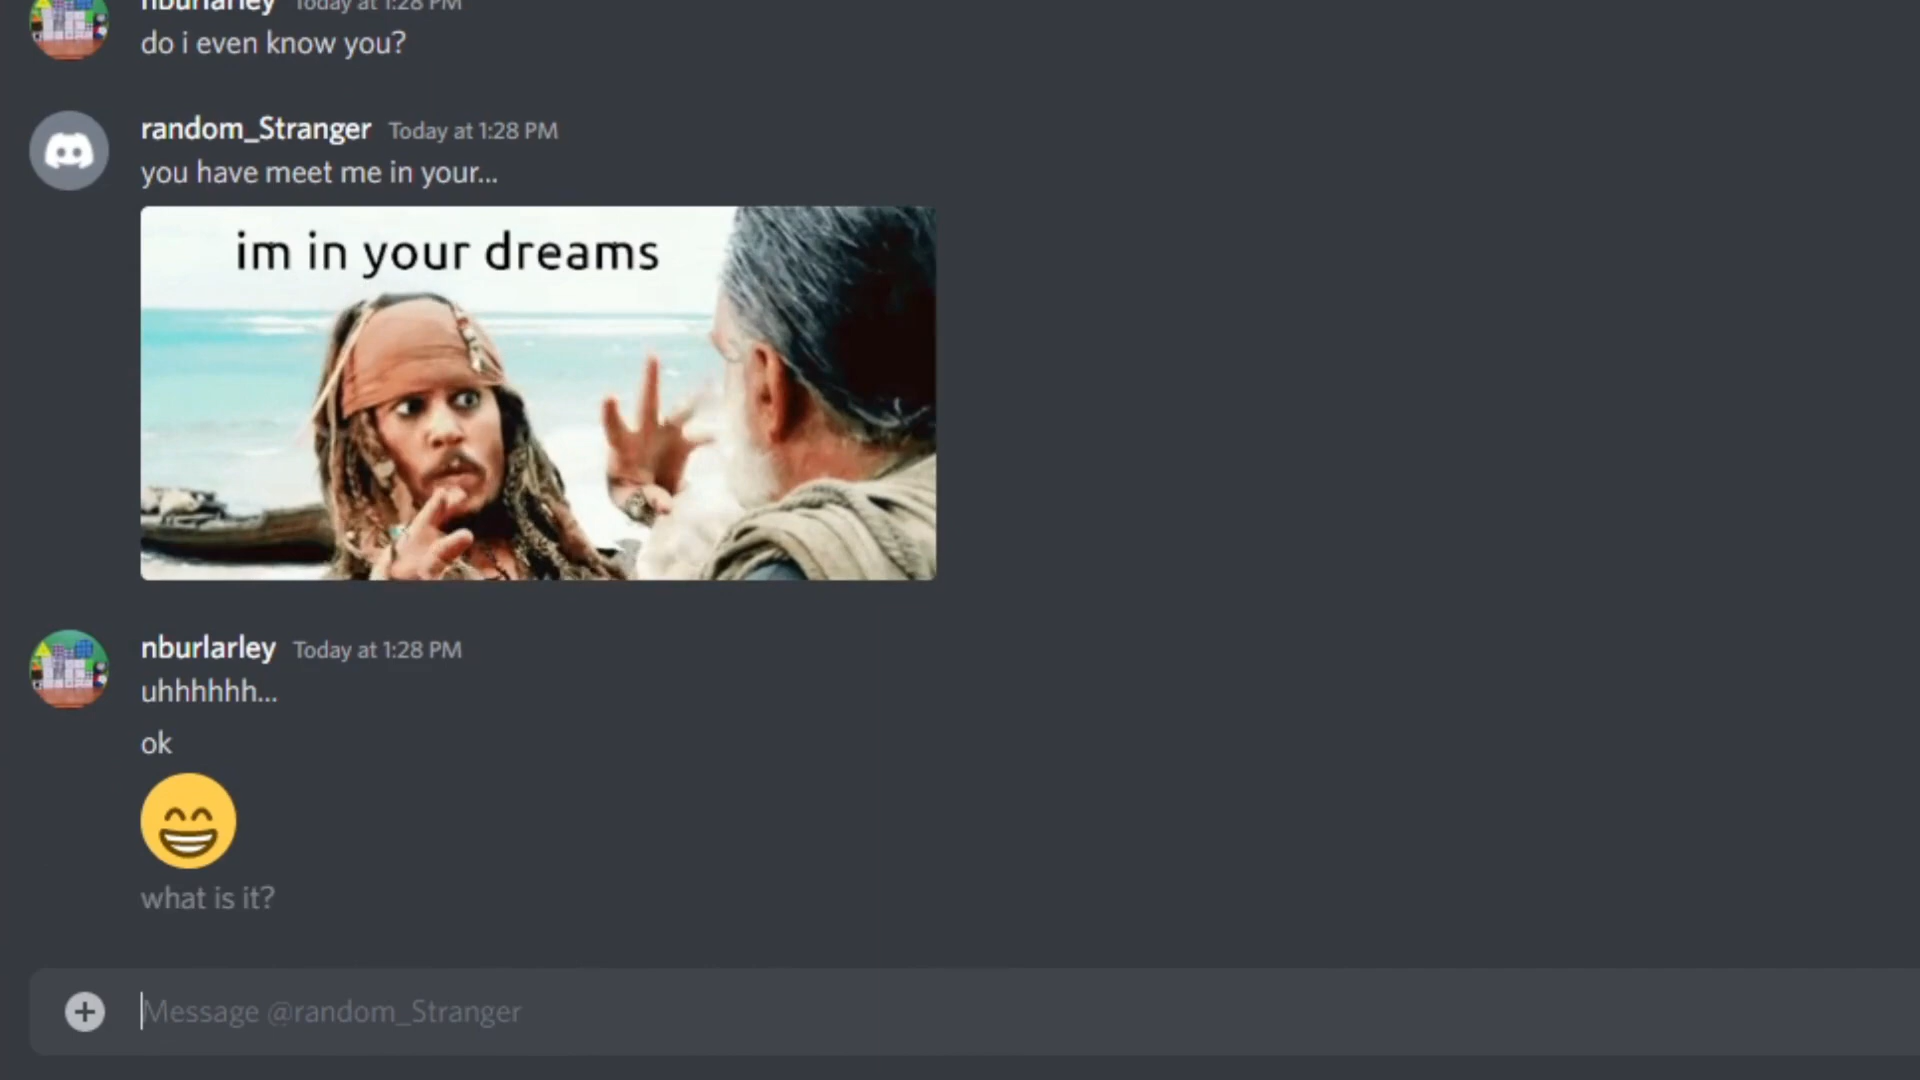 nburlarley Today at 1:28 PM
do i even know you?
random_Stranger Today at 1:28 PM
you have meet me in your...
im in your dreams
nburlarley Today at 1:28 PM
uhhhhhh...
ok
what is it?
Message @random_Stranger